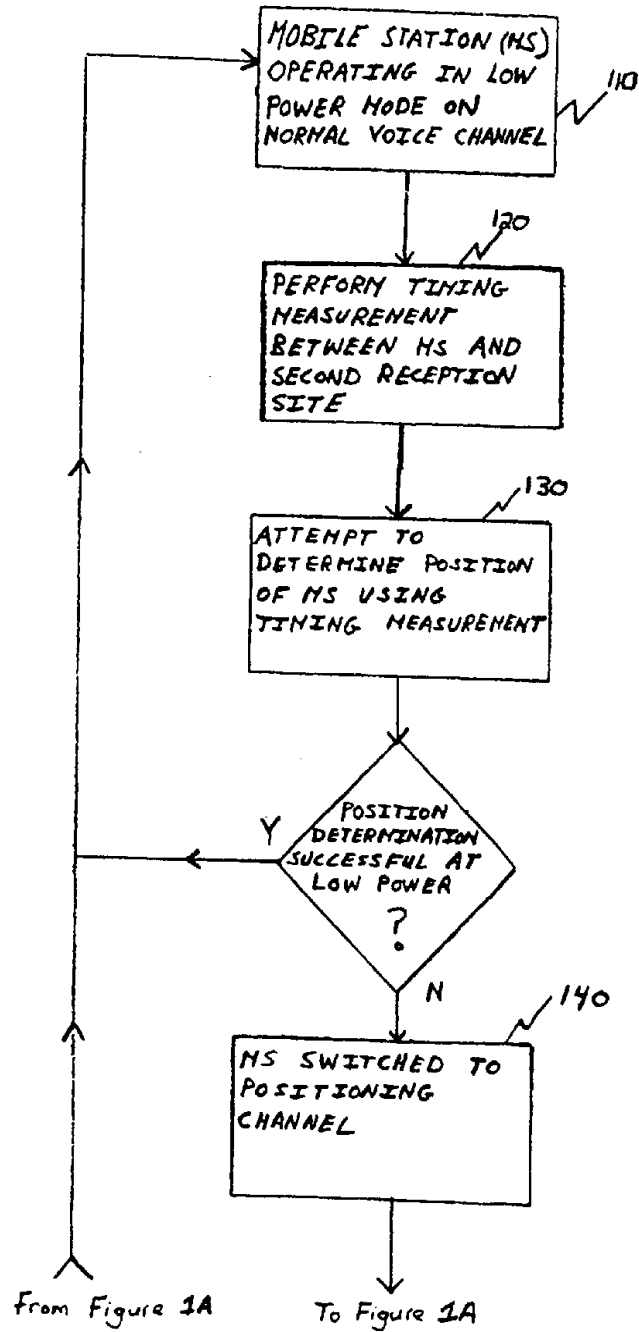 MOBILE STATION (MS)
OPERATING IN LOW
POWER MODE ON
NORMAL VOICE CHANNEL
110
120
PERFORM TIMING
MEASUREMENT
BETWEEN MS AND
SECOND RECEPTION
SITE
130
ATTEMPT TO
DETERMINE POSITION
OF MS USING
TIMING MEASUREMENT
Y
POSITION
DETERMINATION
SUCCESSFUL AT
LOW POWER
?
N
140
MS SWITCHED TO
POSITIONING
CHANNEL
From Figure 1A
To Figure 1A